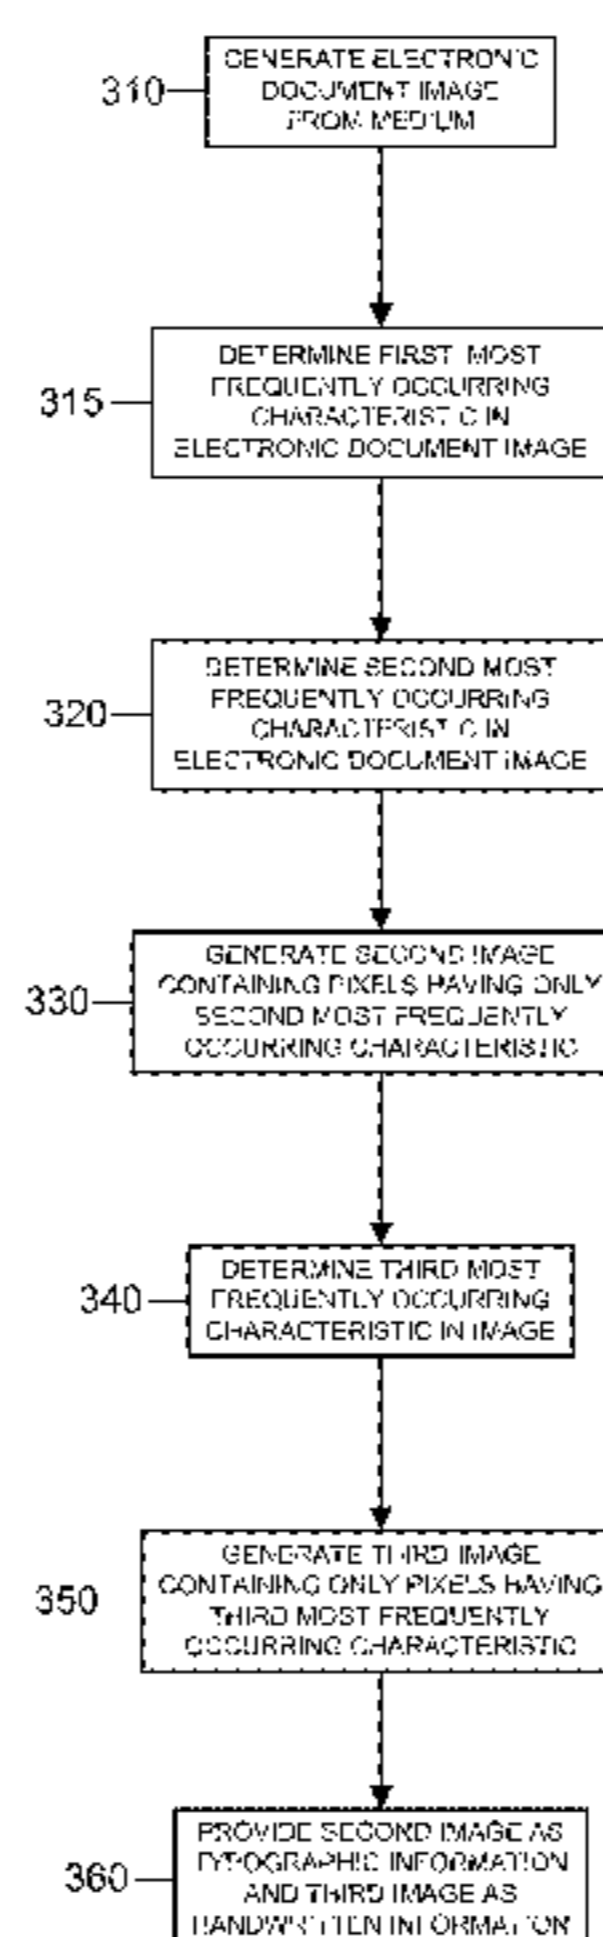 310
GENERATE ELECTRONIC
DOCUMENT IMAGE
FROM MEDIUM
315
DETERMINE FIRST MOST
FREQUENTLY OCCURRING
CHARACTERISTIC IN
ELECTRONIC DOCUMENT IMAGE
320
DETERMINE SECOND MOST
FREQUENTLY OCCURRING
CHARACTERISTIC IN
ELECTRONIC DOCUMENT IMAGE
330
GENERATE SECOND IMAGE
CONTAINING PIXELS HAVING ONLY
SECOND MOST FREQUENTLY
OCCURRING CHARACTERISTIC
340
DETERMINE THIRD MOST
FREQUENTLY OCCURRING
CHARACTERISTIC IN IMAGE
350
GENERATE THIRD IMAGE
CONTAINING ONLY PIXELS HAVING
THIRD MOST FREQUENTLY
OCCURRING CHARACTERISTIC
360
PROVIDE SECOND IMAGE AS
TYPOGRAPHIC INFORMATION
AND THIRD IMAGE AS
HANDWRITTEN INFORMATION